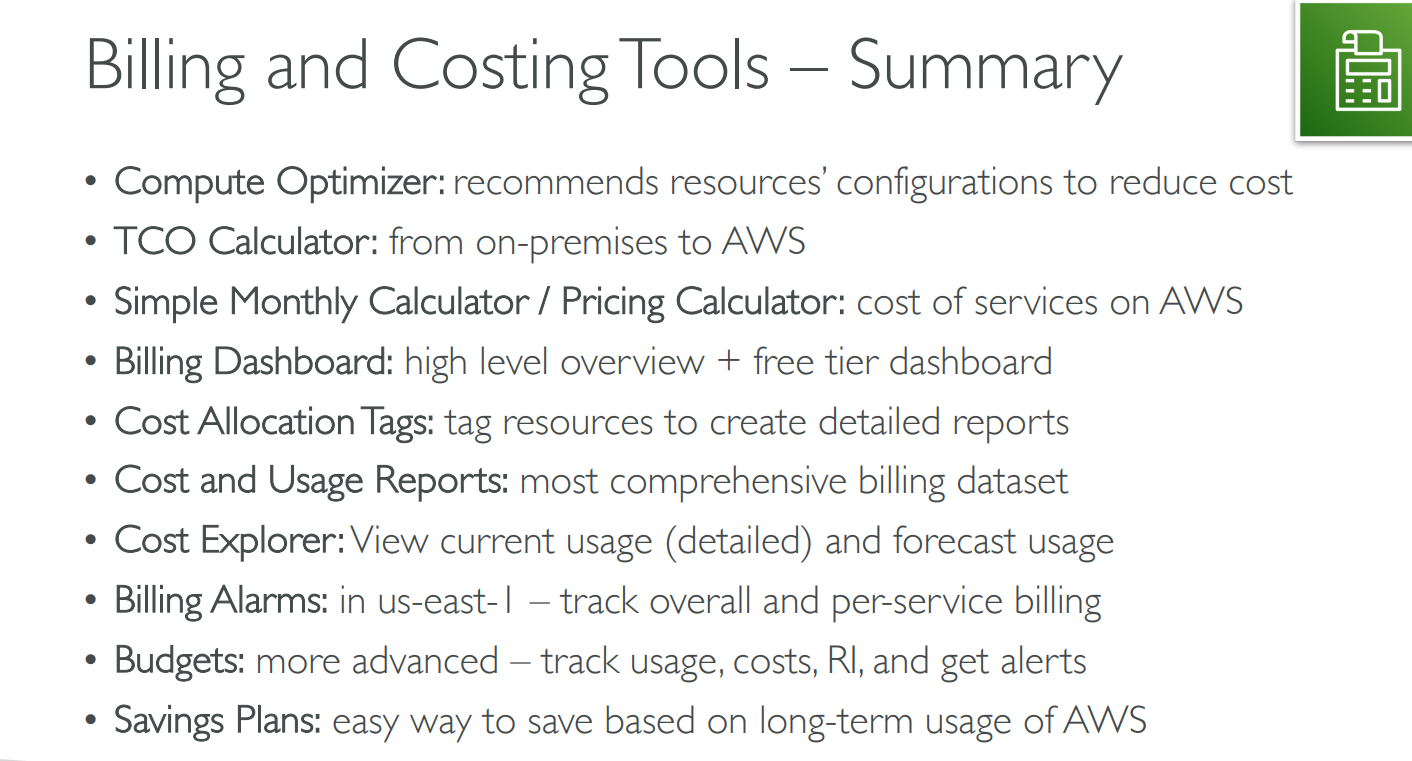 Billing and Costing Tools – Summary
• Compute Optimizer: recommends resources’ configurations to reduce cost
• TCO Calculator: from on-premises to AWS
• Simple Monthly Calculator / Pricing Calculator: cost of services on AWS
• Billing Dashboard: high level overview + free tier dashboard
• Cost Allocation Tags: tag resources to create detailed reports
• Cost and Usage Reports: most comprehensive billing dataset
• Cost Explorer: View current usage (detailed) and forecast usage
• Billing Alarms: in us-east-1 – track overall and per-service billing
• Budgets: more advanced – track usage, costs, RI, and get alerts
• Savings Plans: easy way to save based on long-term usage of AWS